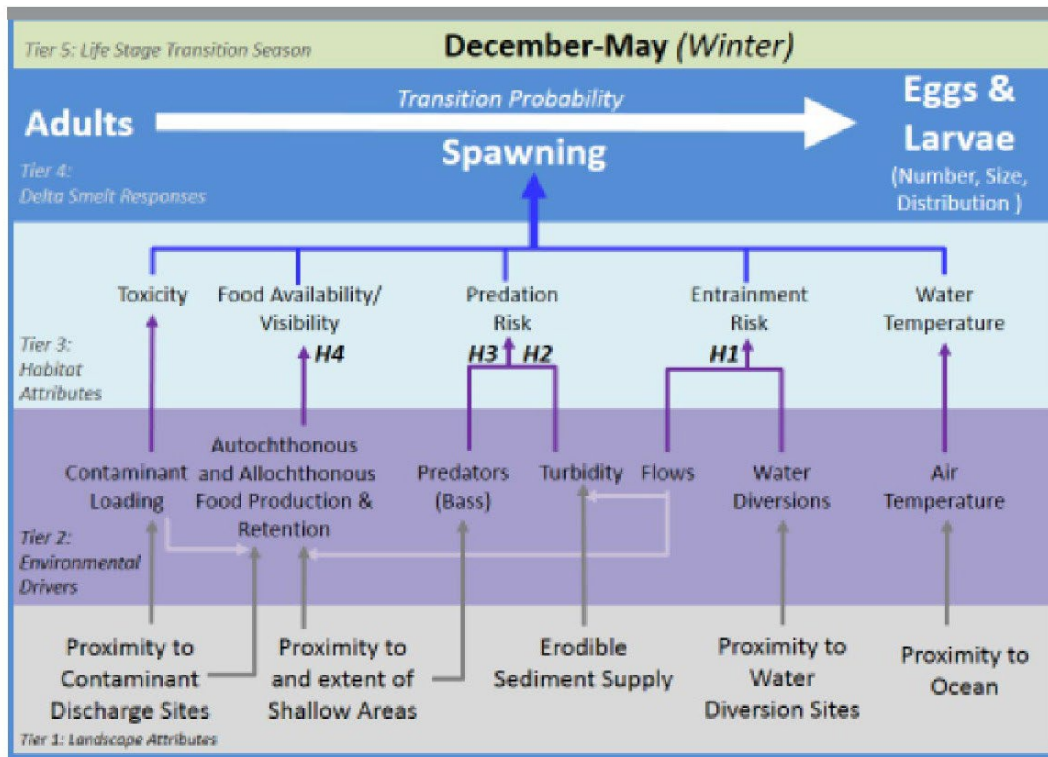 Tier 5: Life Stage Transition Season
December-May (Winter)
Adults
Transition Probability
Spawning
Eggs &
Larvae
(Number, Size,
Distribution )
Tier 4:
Delta Smelt Responses
Toxicity
Food Availability/
Visibility
Predation
Risk
Entrainment
Risk
Water
Temperature
H4
H3
H2
H1
Tier 3:
Habitat
Attributes
Contaminant
Loading
Autochthonous
and Allochthonous
Food Production &
Retention
Predators
(Bass)
Turbidity
Flows
Water
Diversions
Air
Temperature
Tier 2:
Environmental
Drivers
Proximity to
Contaminant
Discharge Sites
Proximity to
and extent of
Shallow Areas
Erodible
Sediment Supply
Proximity to
Water
Diversion Sites
Proximity to
Ocean
Tier 1: Landscape Attributes